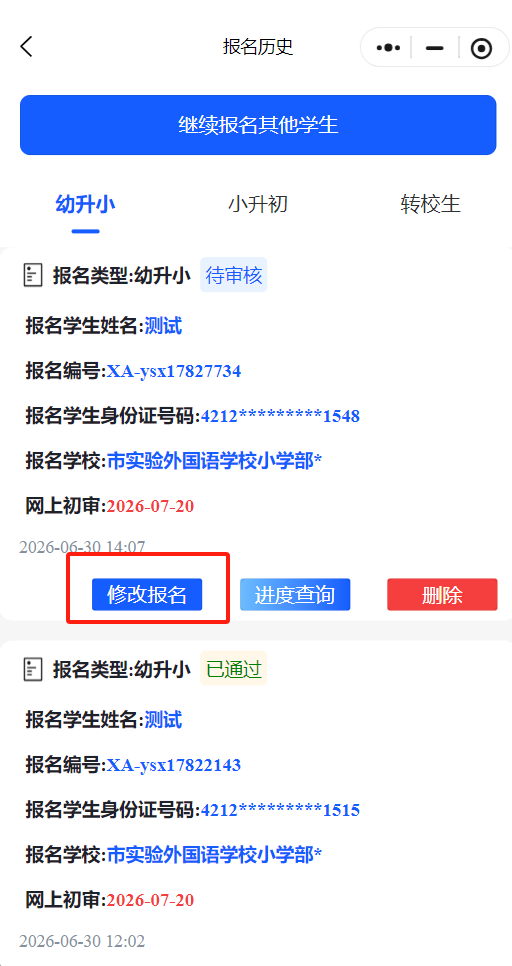 报名历史
继续报名其他学生
幼升小 小升初 转校生
报名类型:幼升小 待审核
报名学生姓名:测试
报名编号:XA-ysx17827734
报名学生身份证号码:4212*********1548
报名学校:市实验外国语学校小学部*
网上初审:2026-07-20
2026-06-30 14:07
修改报名 进度查询 删除
报名类型:幼升小 已通过
报名学生姓名:测试
报名编号:XA-ysx17822143
报名学生身份证号码:4212*********1515
报名学校:市实验外国语学校小学部*
网上初审:2026-07-20
2026-06-30 12:02